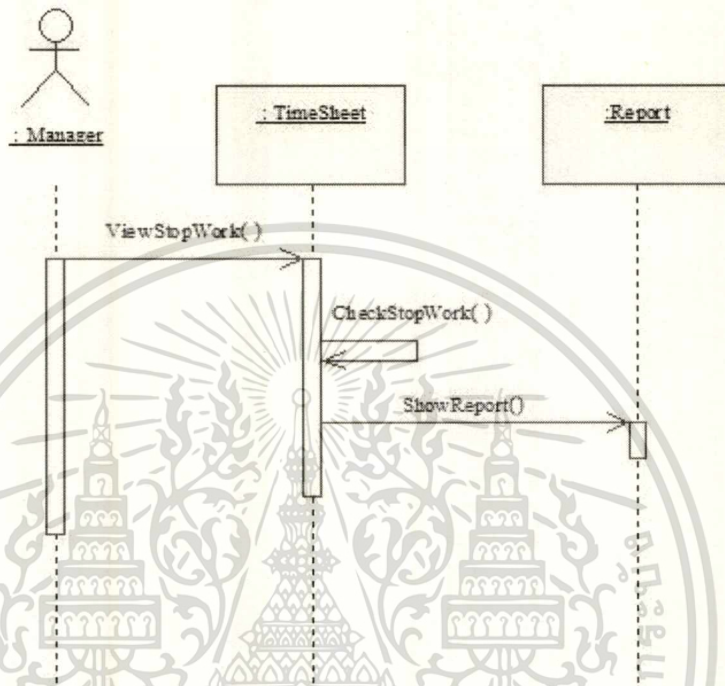 : Manager
: TimeSheet
:Report
ViewStopWork( )
CheckStopWork( )
ShowReport()